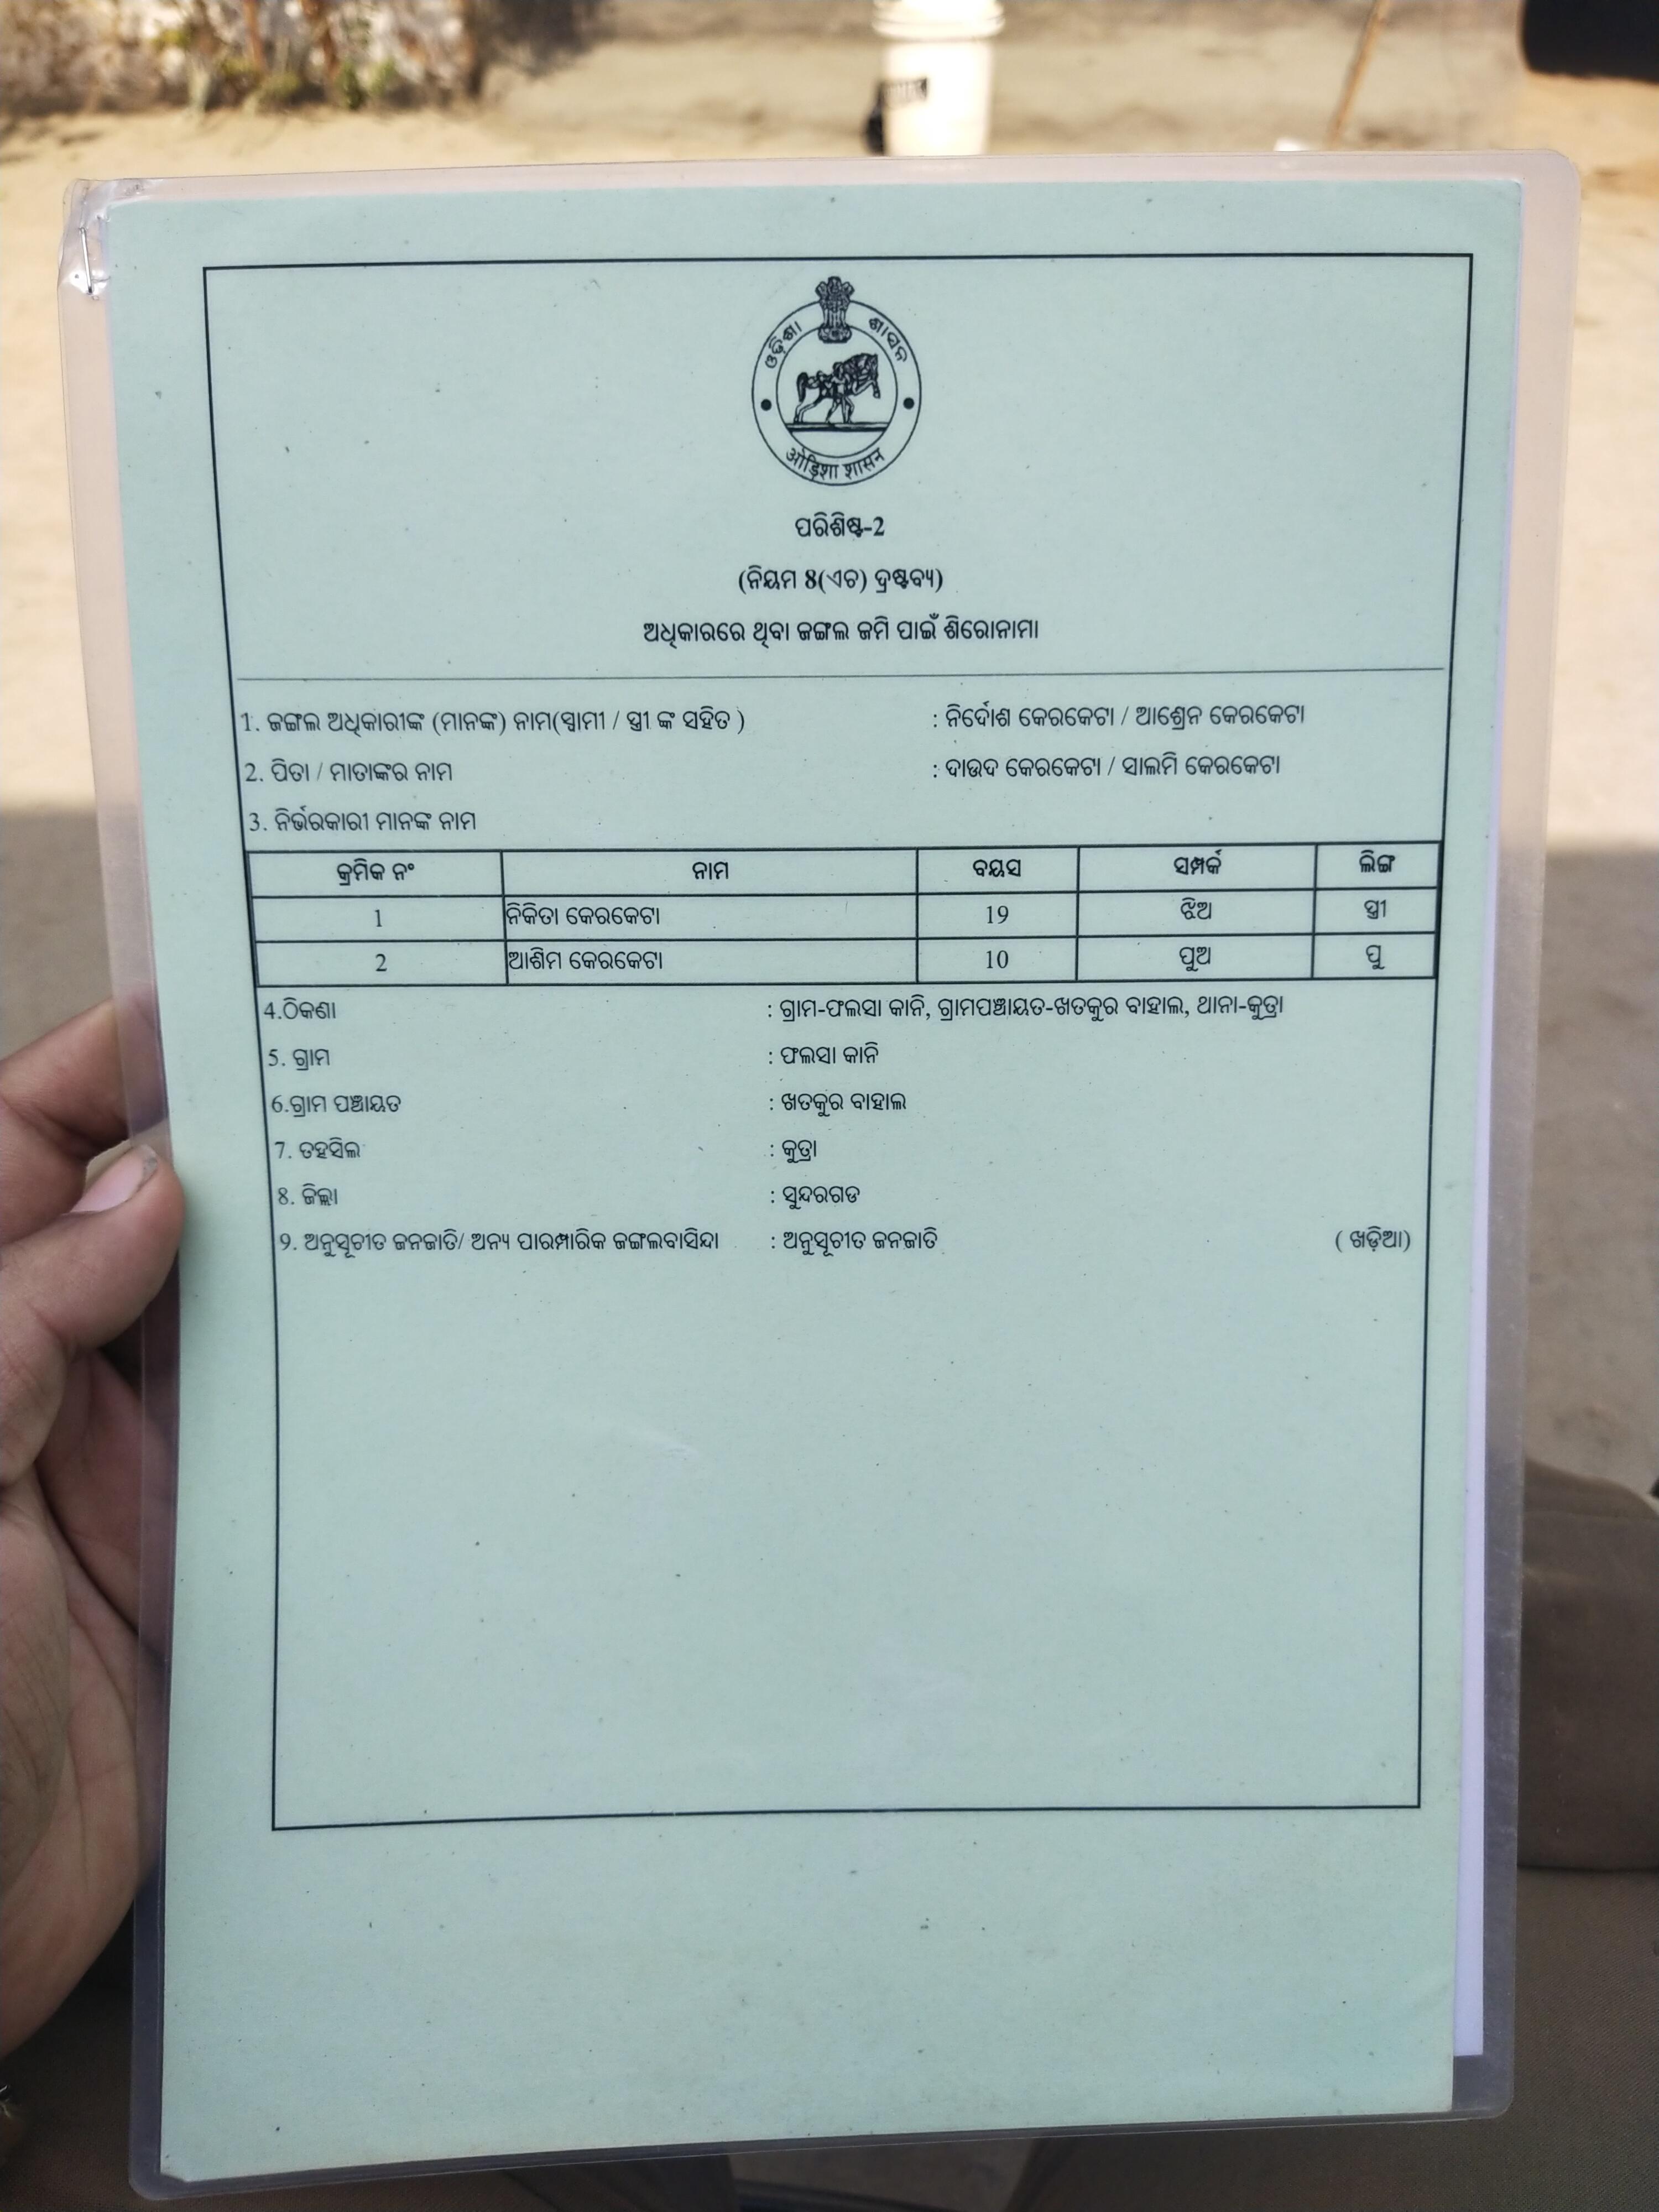 ଓଡ଼ିଶା ଶାସନ
ओड़िशा शासन
ପରିଶିଷ୍ଟ-2
(ନିୟମ 8(ଏଚ) ଦ୍ରଷ୍ଟବ୍ୟ)
ଅଧିକାରରେ ଥିବା ଜଙ୍ଗଲ ଜମି ପାଇଁ ଶିରୋନାମା
1. ଜଙ୍ଗଲ ଅଧିକାରୀଙ୍କ (ମାନଙ୍କ) ନାମ(ସ୍ୱାମୀ / ସ୍ତ୍ରୀ ଙ୍କ ସହିତ ) : ନିର୍ଦୋଶ କେରକେଟା / ଆଶ୍ରେନ କେରକେଟା
2. ପିତା / ମାତାଙ୍କର ନାମ : ଦାଉଦ କେରକେଟା / ସାଲମି କେରକେଟା
3. ନିର୍ଭରକାରୀ ମାନଙ୍କ ନାମ
କ୍ରମିକ ନଂ ନାମ ବୟସ ସମ୍ପର୍କ ଲିଙ୍ଗ
1 ନିକିତା କେରକେଟା 19 ଝିଅ ସ୍ତ୍ରୀ
2 ଆଶିମ କେରକେଟା 10 ପୁଅ ପୁ
4.ଠିକଣା : ଗ୍ରାମ-ଫଲସା କାନି, ଗ୍ରାମପଞ୍ଚାୟତ-ଖତକୁର ବାହାଲ, ଥାନା-କୁତ୍ରା
5. ଗ୍ରାମ : ଫଲସା କାନି
6.ଗ୍ରାମ ପଞ୍ଚାୟତ : ଖତକୁର ବାହାଲ
7. ତହସିଲ : କୁତ୍ରା
8. ଜିଲ୍ଲା : ସୁନ୍ଦରଗଡ
9. ଅନୁସୂଚୀତ ଜନଜାତି/ ଅନ୍ୟ ପାରମ୍ପାରିକ ଜଙ୍ଗଲବାସିନ୍ଦା : ଅନୁସୂଚୀତ ଜନଜାତି ( ଖଡ଼ିଆ)